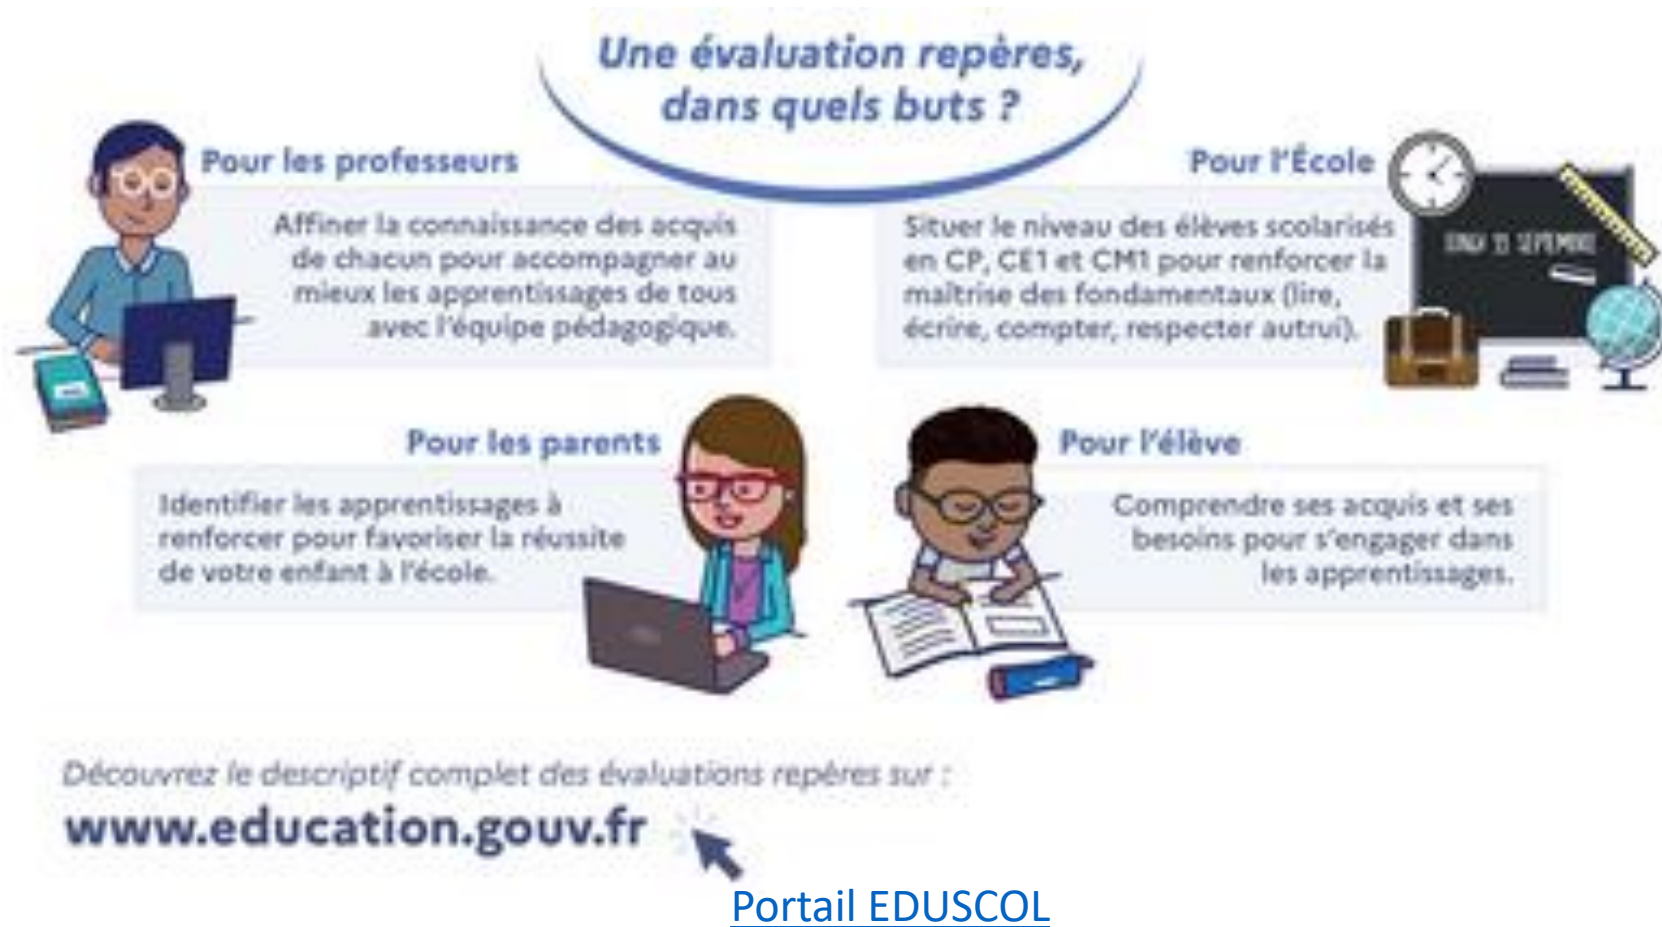 Une évaluation repères,
dans quels buts ?
Pour les professeurs
Affiner la connaissance des acquis
de chacun pour accompagner au
mieux les apprentissages de tous
avec l'équipe pédagogique.
Pour l'École
Situer le niveau des élèves scolarisés
en CP, CE1 et CM1 pour renforcer la
maîtrise des fondamentaux (lire,
écrire, compter, respecter autrui).
SEPTEMBRE
Pour les parents
Identifier les apprentissages à
renforcer pour favoriser la réussite
de votre enfant à l'école.
Pour l'élève
Comprendre ses acquis et ses
besoins pour s'engager dans
les apprentissages.
Découvrez le descriptif complet des évaluations repères sur :
www.education.gouv.fr
Portail EDUSCOL